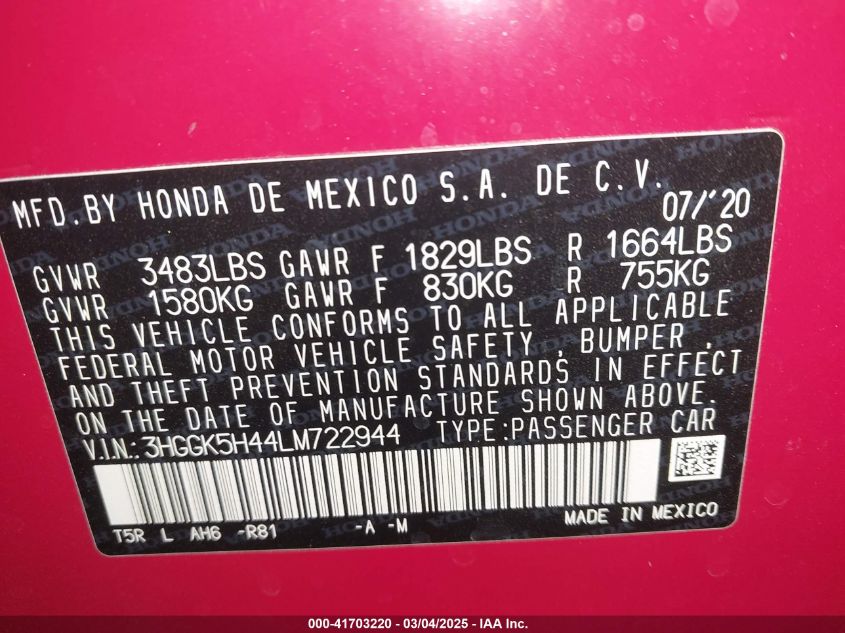 MFD.BY HONDA DE MEXICO S.A. DE C.V.
07/'20
GVWR 3483LBS GAWR F 1829LBS R 1664LBS
GVWR 1580KG GAWR F 830KG R 755KG
THIS VEHICLE CONFORMS TO ALL APPLICABLE
FEDERAL MOTOR VEHICLE SAFETY , BUMPER ,
AND THEFT PREVENTION STANDARDS IN EFFECT
ON THE DATE OF MANUFACTURE SHOWN ABOVE.
V.I.N: 3HGGK5H44LM722944 TYPE:PASSENGER CAR
T5R L AH6 -R81 -A -M MADE IN MEXICO
000-41703220 - 03/04/2025 - IAA Inc.